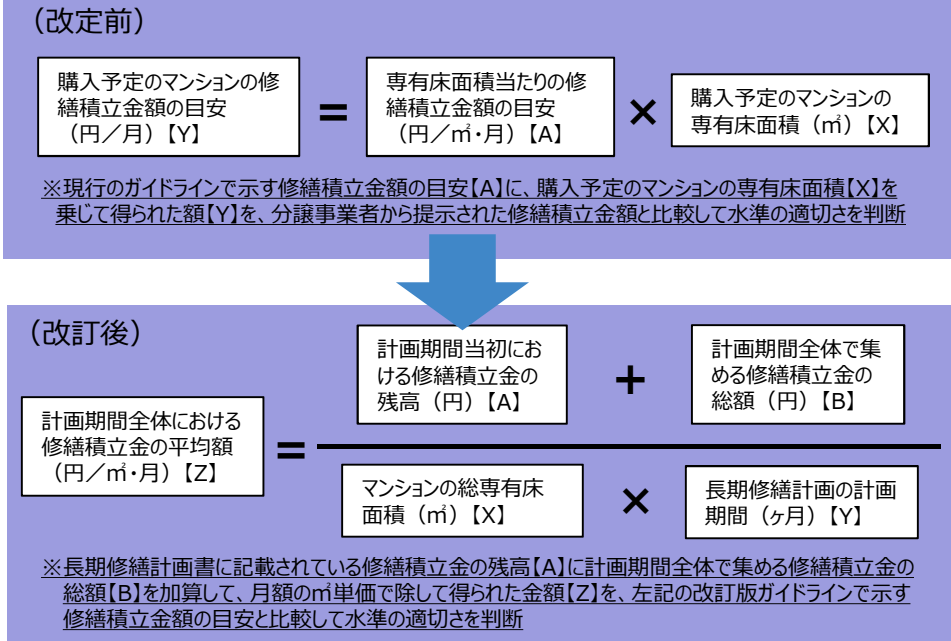 （改定前）
購入予定のマンションの修
繕積立金額の目安
（円／月）【Y】
＝
専有床面積当たりの修
繕積立金額の目安
（円／㎡・月）【A】
×
購入予定のマンションの
専有床面積（㎡）【X】
※現行のガイドラインで示す修繕積立金額の目安【A】に、購入予定のマンションの専有床面積【X】を
乗じて得られた額【Y】を、分譲事業者から提示された修繕積立金額と比較して水準の適切さを判断
（改訂後）
計画期間全体における
修繕積立金の平均額
（円／㎡・月）【Z】
＝
計画期間当初にお
ける修繕積立金の
残高（円）【A】
＋
計画期間全体で集
める修繕積立金の
総額（円）【B】
マンションの総専有床
面積（㎡）【X】
×
長期修繕計画の計画
期間（ヶ月）【Y】
※長期修繕計画書に記載されている修繕積立金の残高【A】に計画期間全体で集める修繕積立金の
総額【B】を加算して、月額の㎡単価で除して得られた金額【Z】を、左記の改訂版ガイドラインで示す
修繕積立金額の目安と比較して水準の適切さを判断